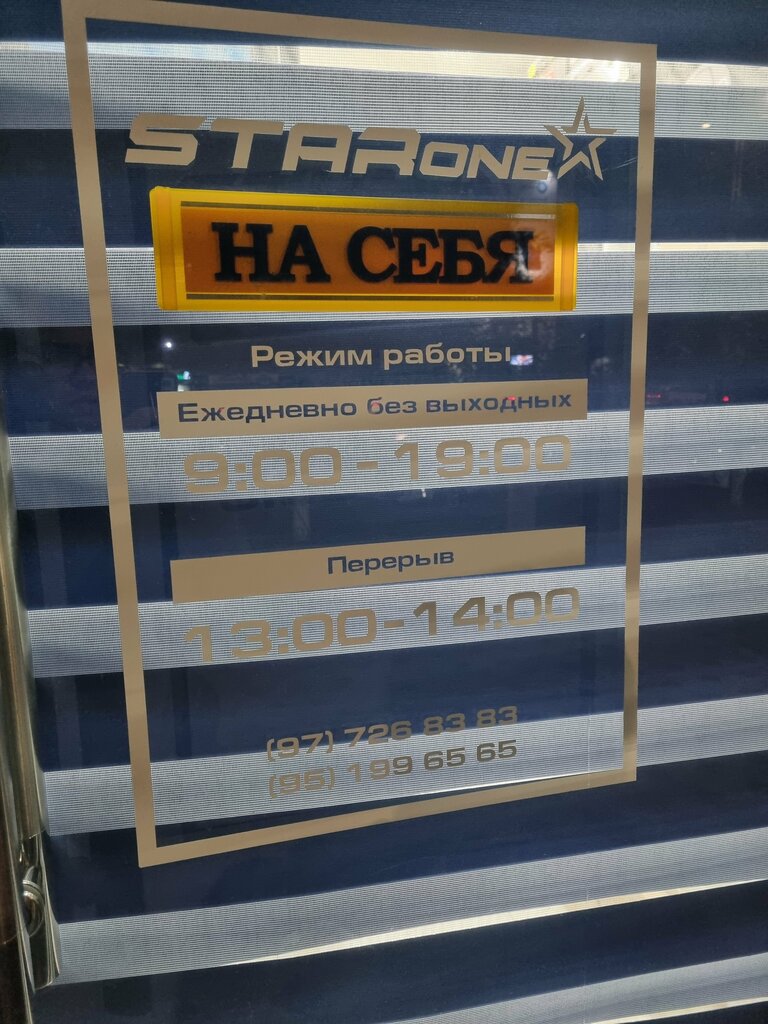 STARONE
НА СЕБЯ
Режим работы
Ежедневно без выходных
9:00 - 19:00
Перерыв
13:00-14:00
(97) 726 83 83
(95) 199 65 65